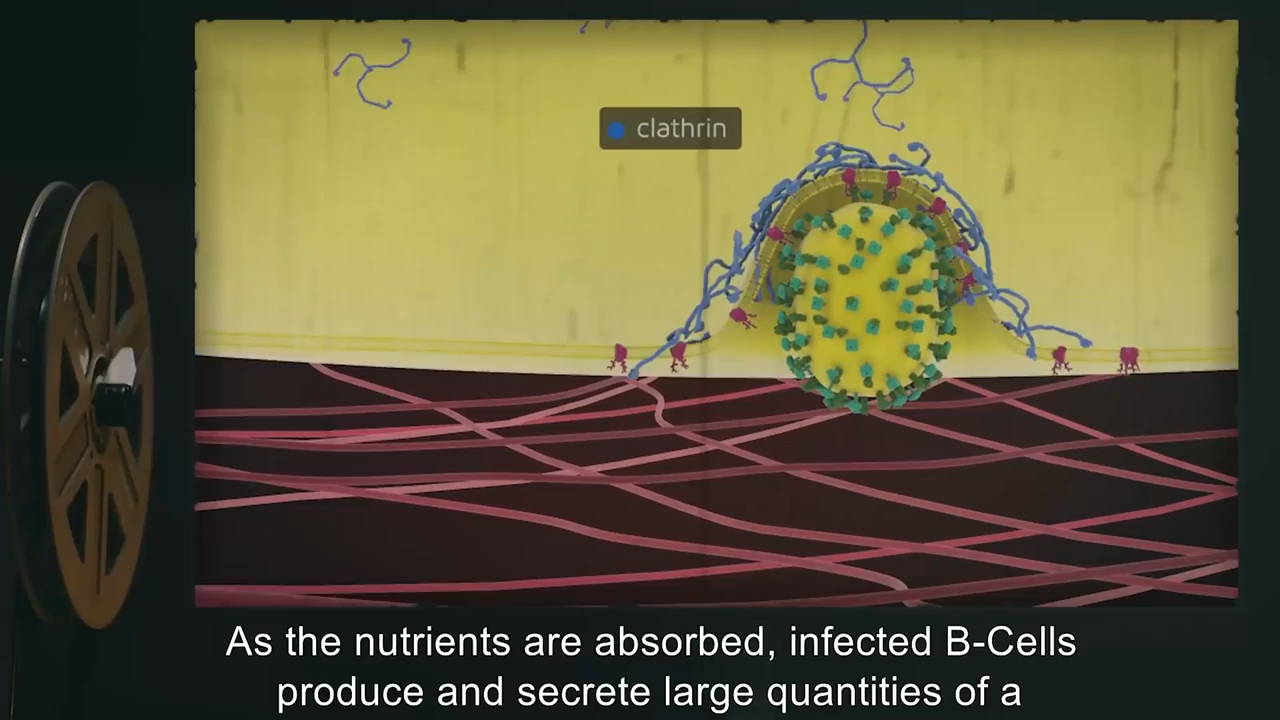 clathrin
As the nutrients are absorbed, infected B-Cells
produce and secrete large quantities of a